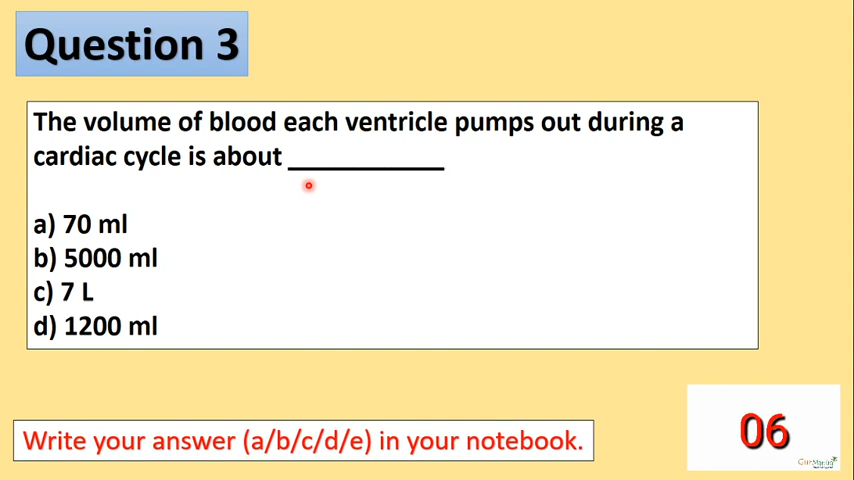 Question 3
The volume of blood each ventricle pumps out during a
cardiac cycle is about ___________
a) 70 ml
b) 5000 ml
c) 7 L
d) 1200 ml
Write your answer (a/b/c/d/e) in your notebook.
06